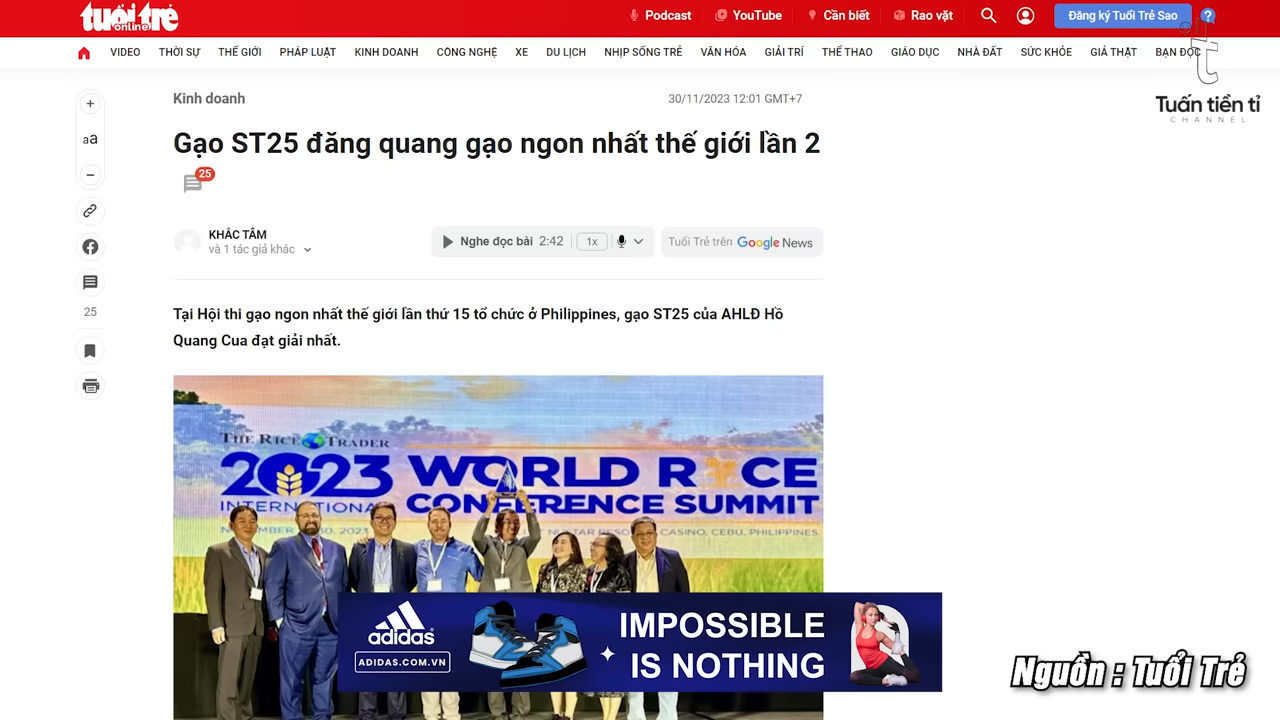 tuổi trẻ
online
Podcast
YouTube
Cần biết
Rao vặt
Đăng ký Tuổi Trẻ Sao
?
VIDEO
THỜI SỰ
THẾ GIỚI
PHÁP LUẬT
KINH DOANH
CÔNG NGHỆ
XE
DU LỊCH
NHỊP SỐNG TRẺ
VĂN HÓA
GIẢI TRÍ
THỂ THAO
GIÁO DỤC
NHÀ ĐẤT
SỨC KHỎE
GIẢ THẬT
BẠN ĐỌC
t
Tuấn tiền tỉ
CHANNEL
+
aa
−
25
Kinh doanh
30/11/2023 12:01 GMT+7
Gạo ST25 đăng quang gạo ngon nhất thế giới lần 2
25
KHẮC TÂM
và 1 tác giả khác
Nghe đọc bài 2:42
1x
Tuổi Trẻ trên Google News
Tại Hội thi gạo ngon nhất thế giới lần thứ 15 tổ chức ở Philippines, gạo ST25 của AHLĐ Hồ
Quang Cua đạt giải nhất.
THE RICE TRADER
2023 WORLD RICE
INTERNATIONAL CONFERENCE SUMMIT
RESORT CASINO, CEBU, PHILIPPINES
adidas
ADIDAS.COM.VN
IMPOSSIBLE
IS NOTHING
Nguồn : Tuổi Trẻ